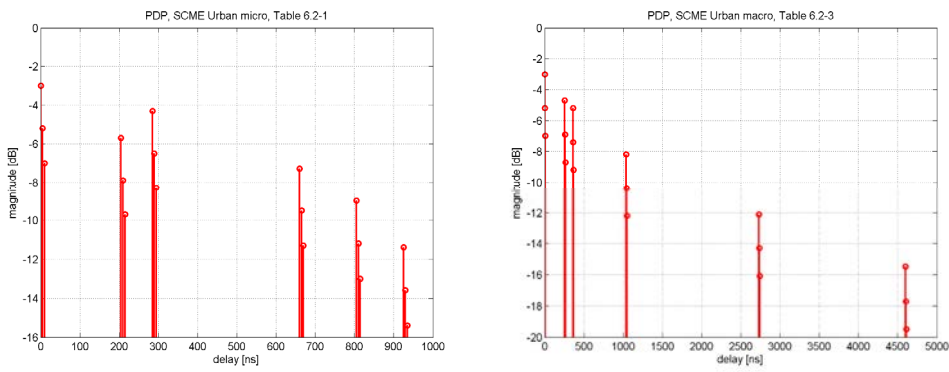 PDP, SCME Urban micro, Table 6.2-1
0
-2
-4
-6
-8
-10
-12
-14
-16
magnitude [dB]
0 100 200 300 400 500 600 700 800 900 1000
delay [ns]
PDP, SCME Urban macro, Table 6.2-3
0
-2
-4
-6
-8
-10
-12
-14
-16
-18
-20
magnitude [dB]
0 500 1000 1500 2000 2500 3000 3500 4000 4500 5000
delay [ns]